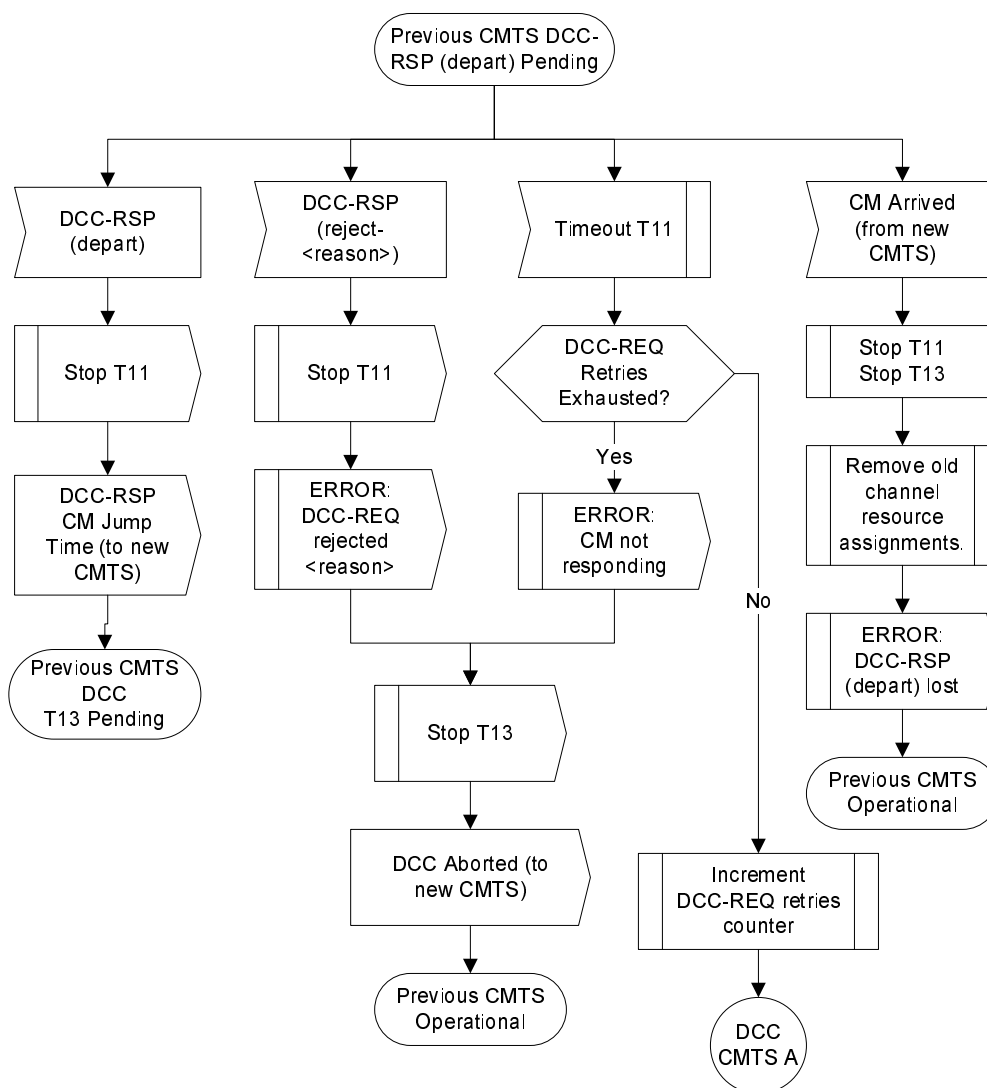 Previous CMTS DCC-
RSP (depart) Pending
DCC-RSP
(depart)
DCC-RSP
(reject-
<reason>)
Timeout T11
CM Arrived
(from new
CMTS)
Stop T11
Stop T11
DCC-REQ
Retries
Exhausted?
Stop T11
Stop T13
Yes
DCC-RSP
CM Jump
Time (to new
CMTS)
ERROR:
DCC-REQ
rejected
<reason>
ERROR:
CM not
responding
Remove old
channel
resource
assignments.
No
Previous CMTS
DCC
T13 Pending
ERROR:
DCC-RSP
(depart) lost
Stop T13
Previous CMTS
Operational
DCC Aborted (to
new CMTS)
Increment
DCC-REQ retries
counter
Previous CMTS
Operational
DCC
CMTS A